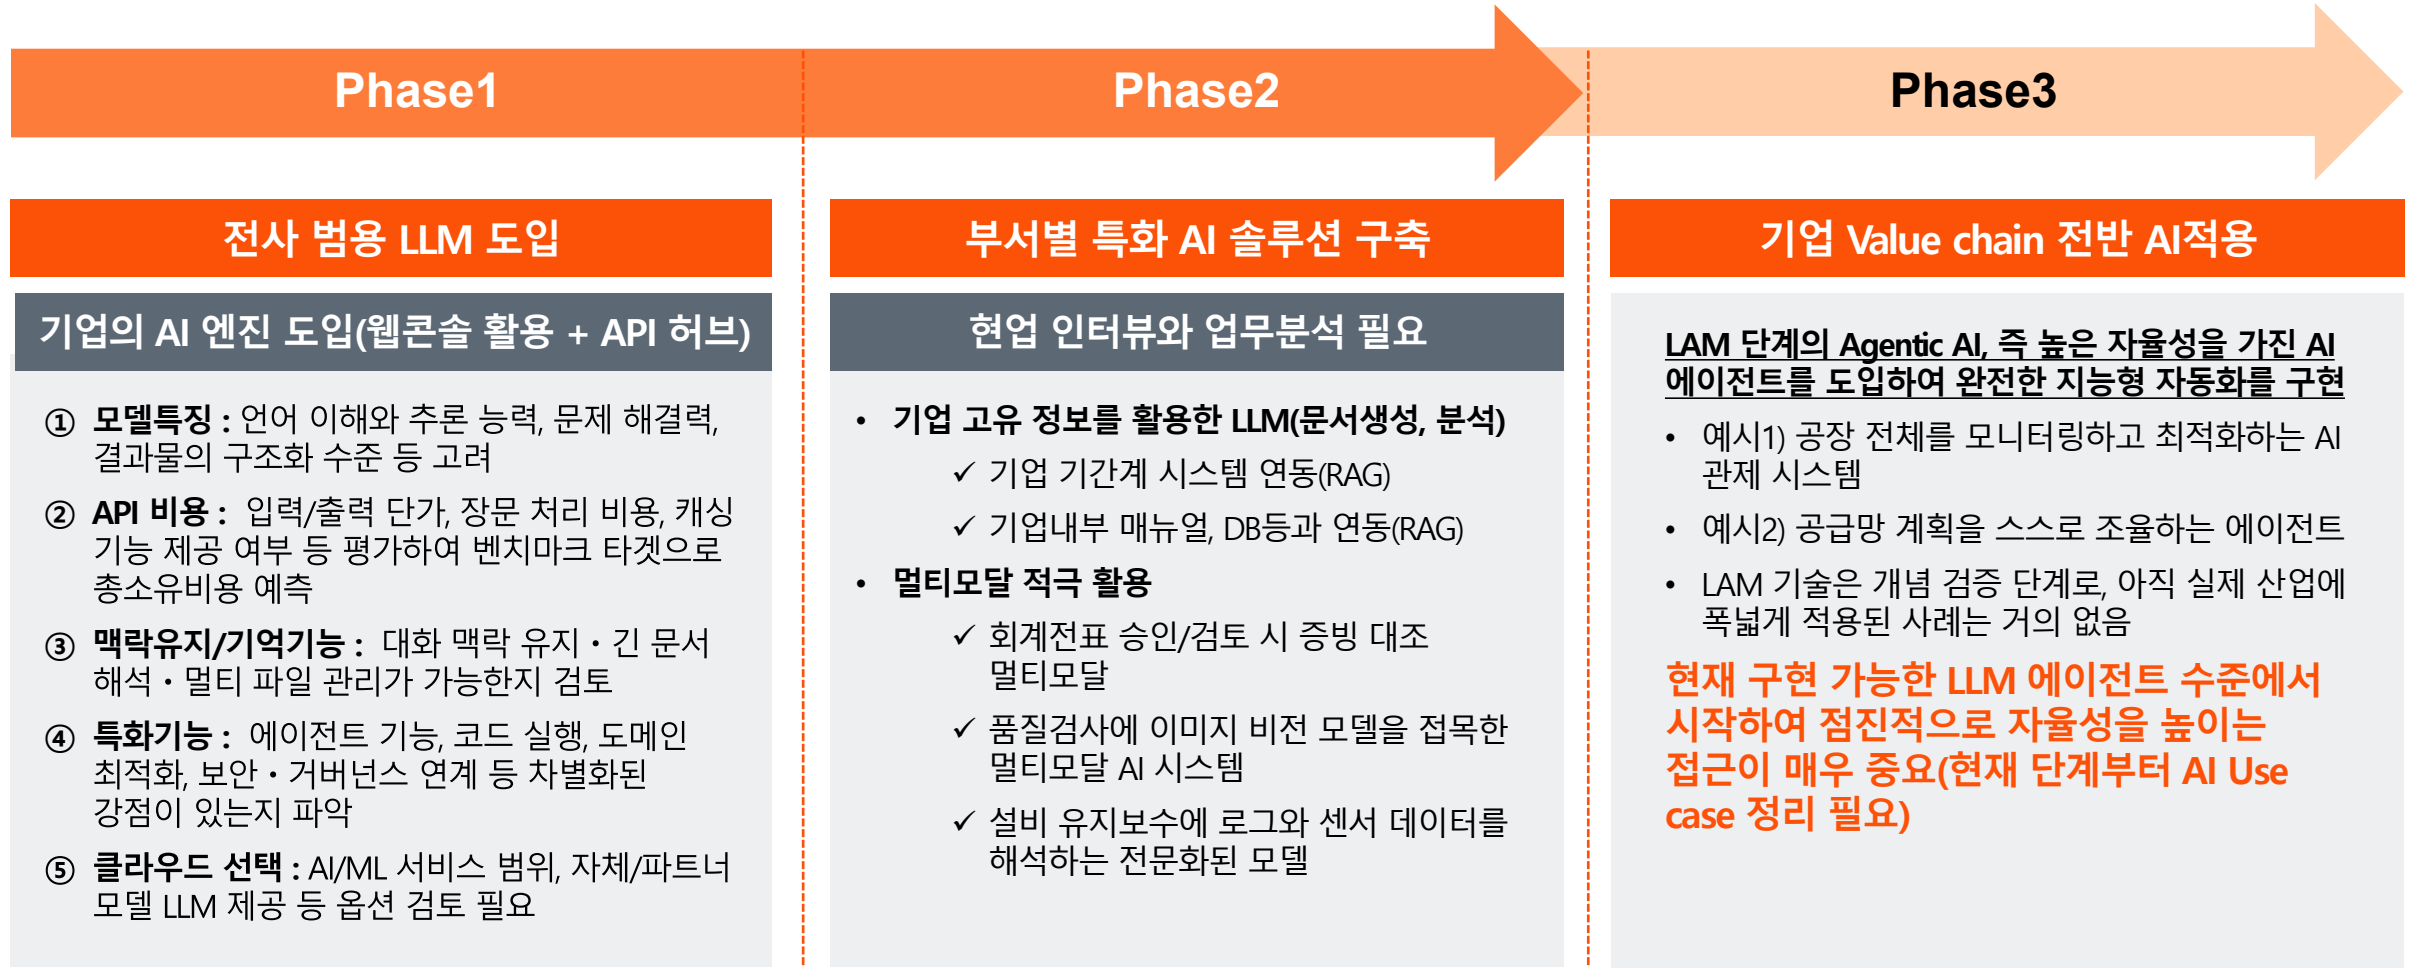 Phase1
Phase2
Phase3
전사 범용 LLM 도입
기업의 AI 엔진 도입(웹콘솔 활용 + API 허브)
① 모델특징 : 언어 이해와 추론 능력, 문제 해결력,
결과물의 구조화 수준 등 고려
② API 비용 : 입력/출력 단가, 장문 처리 비용, 캐싱
기능 제공 여부 등 평가하여 벤치마크 타겟으로
총소유비용 예측
③ 맥락유지/기억기능 : 대화 맥락 유지・긴 문서
해석・멀티 파일 관리가 가능한지 검토
④ 특화기능 : 에이전트 기능, 코드 실행, 도메인
최적화, 보안・거버넌스 연계 등 차별화된
강점이 있는지 파악
⑤ 클라우드 선택 : AI/ML 서비스 범위, 자체/파트너
모델 LLM 제공 등 옵션 검토 필요
부서별 특화 AI 솔루션 구축
현업 인터뷰와 업무분석 필요
• 기업 고유 정보를 활용한 LLM(문서생성, 분석)
✓ 기업 기간계 시스템 연동(RAG)
✓ 기업내부 매뉴얼, DB등과 연동(RAG)
• 멀티모달 적극 활용
✓ 회계전표 승인/검토 시 증빙 대조
멀티모달
✓ 품질검사에 이미지 비전 모델을 접목한
멀티모달 AI 시스템
✓ 설비 유지보수에 로그와 센서 데이터를
해석하는 전문화된 모델
기업 Value chain 전반 AI적용
LAM 단계의 Agentic AI, 즉 높은 자율성을 가진 AI
에이전트를 도입하여 완전한 지능형 자동화를 구현
• 예시1) 공장 전체를 모니터링하고 최적화하는 AI
관제 시스템
• 예시2) 공급망 계획을 스스로 조율하는 에이전트
• LAM 기술은 개념 검증 단계로, 아직 실제 산업에
폭넓게 적용된 사례는 거의 없음
현재 구현 가능한 LLM 에이전트 수준에서
시작하여 점진적으로 자율성을 높이는
접근이 매우 중요(현재 단계부터 AI Use
case 정리 필요)